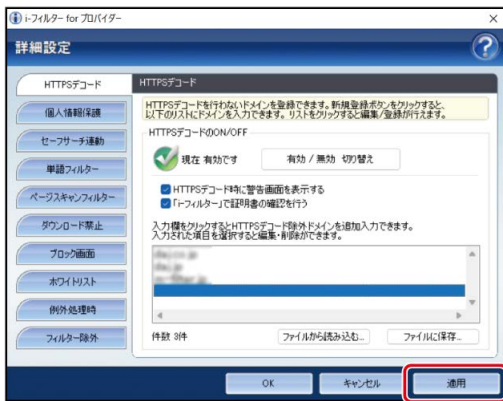 i-フィルター for プロバイダー
詳細設定
?
HTTPSデコード
個人情報保護
セーフサーチ連動
単語フィルター
ページスキャンフィルター
ダウンロード禁止
ブロック画面
ホワイトリスト
例外処理時
フィルター除外
HTTPSデコード
HTTPSデコードを行わないドメインを登録できます。新規登録ボタンをクリックすると、
以下のリストにドメインを入力できます。リストをクリックすると編集/登録が行えます。
HTTPSデコードのON/OFF
現在 有効です
有効 / 無効 切り替え
HTTPSデコード時に警告画面を表示する
「i-フィルター」で証明書の確認を行う
入力欄をクリックするとHTTPSデコード除外ドメインを追加入力できます。
入力された項目を選択すると編集・削除ができます。
件数 3件
ファイルから読み込む...
ファイルに保存...
OK
キャンセル
適用